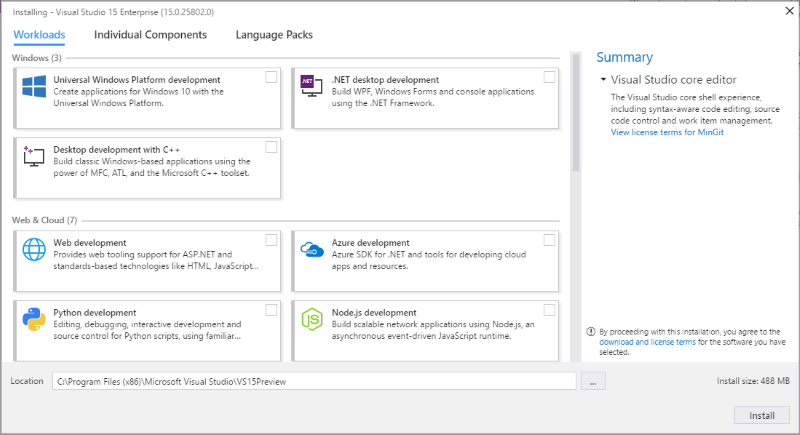 Installing - Visual Studio 15 Enterprise (15.0.25802.0)
Workloads
Individual Components
Language Packs
Windows (3)
Universal Windows Platform development
Create applications for Windows 10 with the
Universal Windows Platform.
.NET
.NET desktop development
Build WPF, Windows Forms and console applications
using the .NET Framework.
Desktop development with C++
Build classic Windows-based applications using the
power of MFC, ATL, and the Microsoft C++ toolset.
Web & Cloud (7)
Web development
Provides web tooling support for ASP.NET and
standards-based technologies like HTML, JavaScript...
Azure development
Azure SDK for .NET and tools for developing cloud
apps and resources.
Python development
Editing, debugging, interactive development and
source control for Python scripts, using familiar...
JS
Node.js development
Build scalable network applications using Node.js, an
asynchronous event-driven JavaScript runtime.
Summary
Visual Studio core editor
The Visual Studio core shell experience,
including syntax-aware code editing, source
code control and work item management.
View license terms for MinGit
By proceeding with this installation, you agree to the
download and license terms for the software you have
selected.
Location
C:\Program Files (x86)\Microsoft Visual Studio\VS15Preview
...
Install size: 488 MB
Install